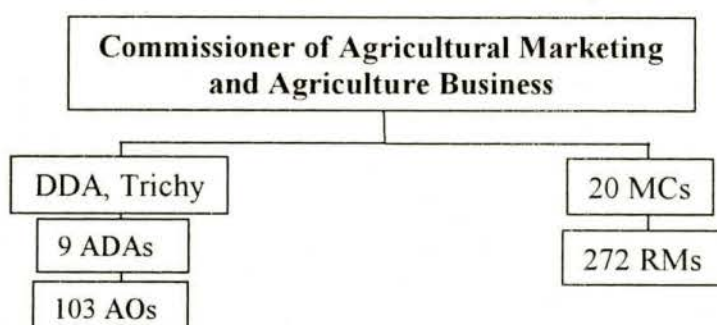 Commissioner of Agricultural Marketing
and Agriculture Business
DDA, Trichy
20 MCs
9 ADAs
272 RMs
103 AOs